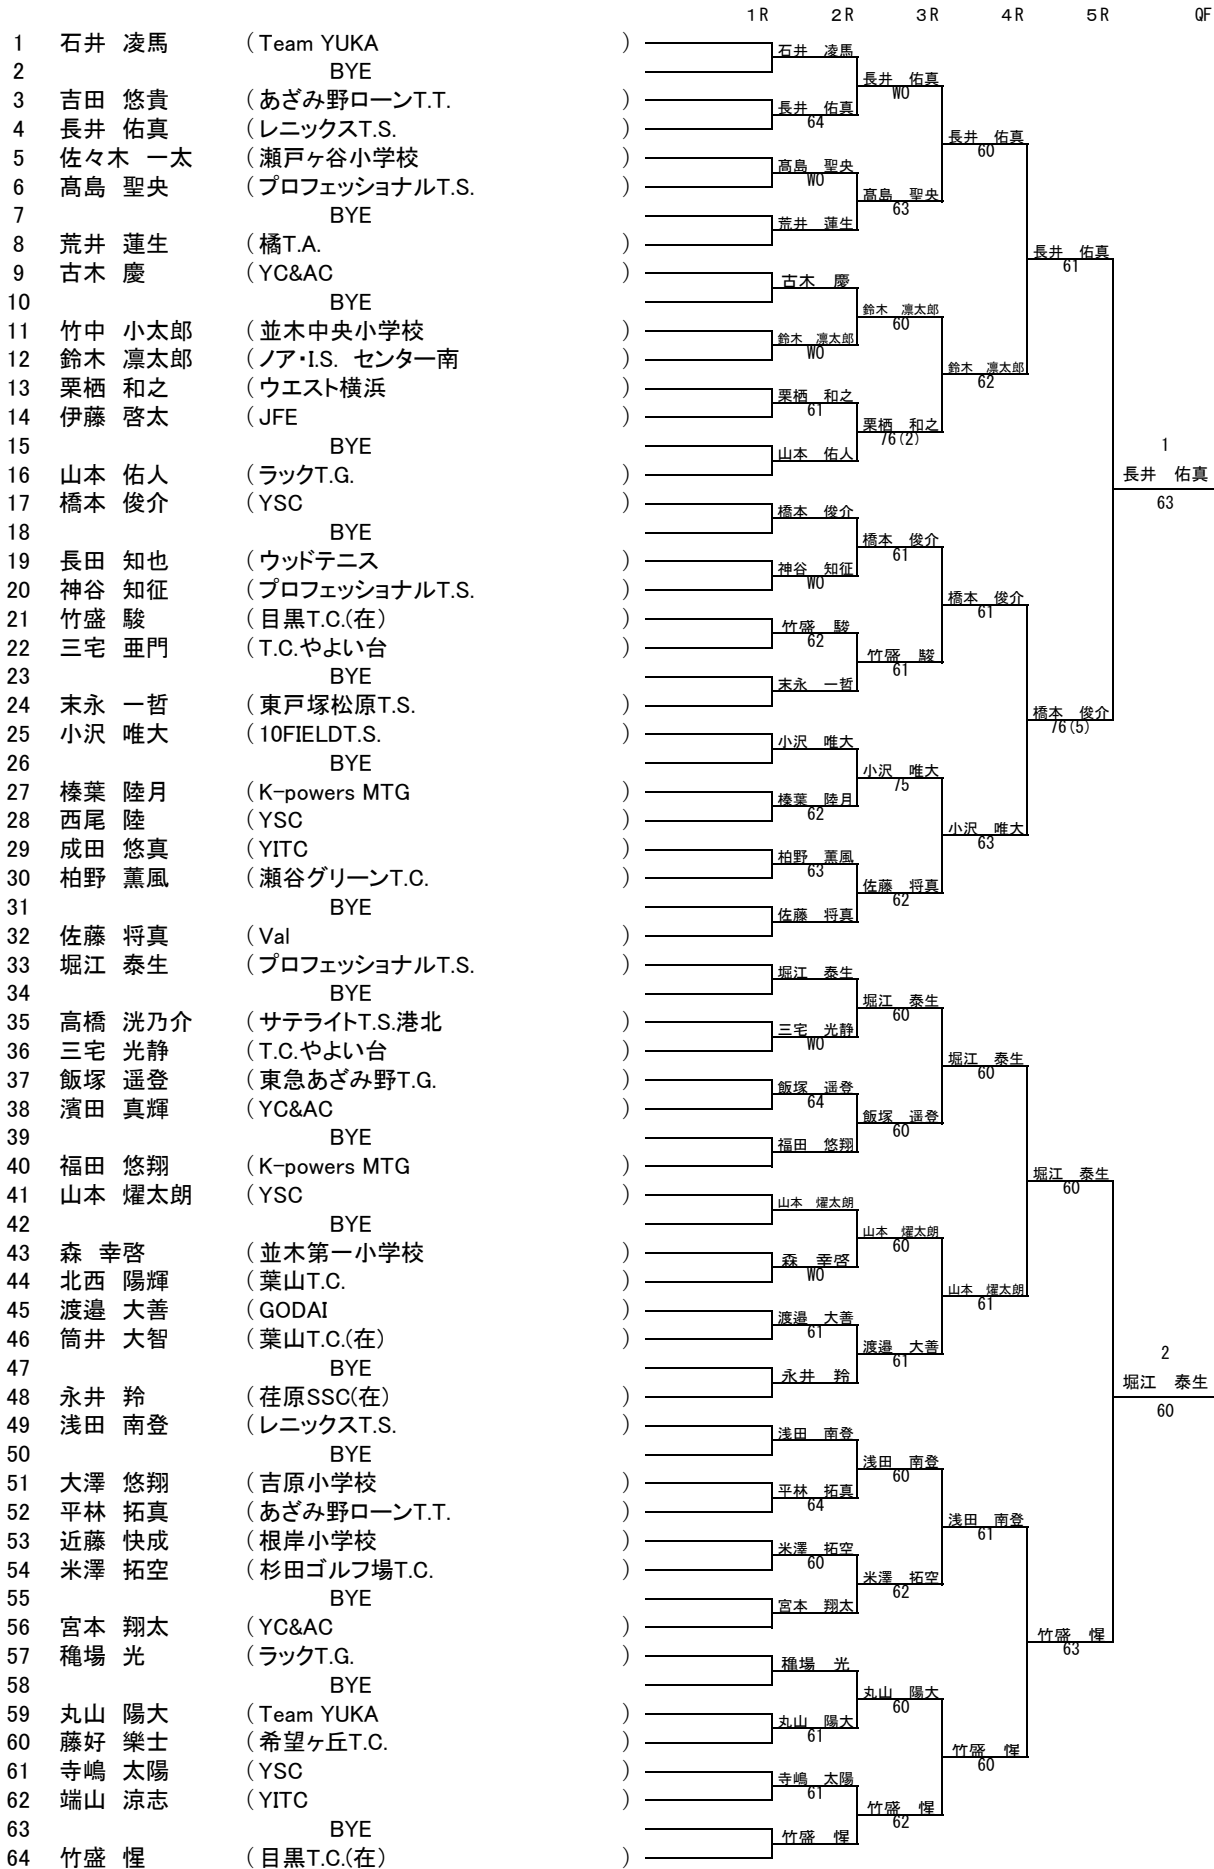 1R 2R 3R 4R 5R QF
1 石井 凌馬 （Team YUKA ） 石井 凌馬
2 BYE 長井 佑真
WO
3 吉田 悠貴 （あざみ野ローンT.T. ） 長井 佑真
64
4 長井 佑真 （レニックスT.S. ） 長井 佑真
60
5 佐々木 一太 （瀬戸ヶ谷小学校 ） 髙島 聖央
WO
6 髙島 聖央 （プロフェッショナルT.S. ） 髙島 聖央
63
7 BYE 荒井 蓮生
8 荒井 蓮生 （橘T.A. ） 長井 佑真
61
9 古木 慶 （YC&AC ） 古木 慶
10 BYE 鈴木 凛太郎
60
11 竹中 小太郎 （並木中央小学校 ） 鈴木 凛太郎
WO
12 鈴木 凛太郎 （ノア・I.S. センター南 ） 鈴木 凛太郎
62
13 栗栖 和之 （ウエスト横浜 ） 栗栖 和之
61
14 伊藤 啓太 （JFE ） 栗栖 和之
76(2)
15 BYE 山本 佑人 1
16 山本 佑人 （ラックT.G. ） 長井 佑真
63
17 橋本 俊介 （YSC ） 橋本 俊介
18 BYE 橋本 俊介
61
19 長田 知也 （ウッドテニス ） 神谷 知征
WO
20 神谷 知征 （プロフェッショナルT.S. ） 橋本 俊介
61
21 竹盛 駿 （目黒T.C.(在） ） 竹盛 駿
62
22 三宅 亜門 （T.C.やよい台 ） 竹盛 駿
61
23 BYE 末永 一哲
24 末永 一哲 （東戸塚松原T.S. ） 橋本 俊介
76(5)
25 小沢 唯大 （10FIELDT.S. ） 小沢 唯大
26 BYE 小沢 唯大
75
27 榛葉 陸月 （K-powers MTG ） 榛葉 陸月
62
28 西尾 陸 （YSC ） 小沢 唯大
63
29 成田 悠真 （YITC ） 柏野 薫風
63
30 柏野 薫風 （瀬谷グリーンT.C. ） 佐藤 将真
62
31 BYE 佐藤 将真
32 佐藤 将真 （Val ）
33 堀江 泰生 （プロフェッショナルT.S. ） 堀江 泰生
34 BYE 堀江 泰生
60
35 高橋 洸乃介 （サテライトT.S.港北 ） 三宅 光静
WO
36 三宅 光静 （T.C.やよい台 ） 堀江 泰生
60
37 飯塚 遥登 （東急あざみ野T.G. ） 飯塚 遥登
64
38 濱田 真輝 （YC&AC ） 飯塚 遥登
60
39 BYE 福田 悠翔
40 福田 悠翔 （K-powers MTG ） 堀江 泰生
60
41 山本 燿太朗 （YSC ） 山本 燿太朗
42 BYE 山本 燿太朗
60
43 森 幸啓 （並木第一小学校 ） 森 幸啓
WO
44 北西 陽輝 （葉山T.C. ） 山本 燿太朗
61
45 渡邉 大善 （GODAI ） 渡邉 大善
61
46 筒井 大智 （葉山T.C.(在） ） 渡邉 大善
61
47 BYE 永井 羚 2
48 永井 羚 （荏原SSC(在） ） 堀江 泰生
60
49 浅田 南登 （レニックスT.S. ） 浅田 南登
50 BYE 浅田 南登
60
51 大澤 悠翔 （吉原小学校 ） 平林 拓真
64
52 平林 拓真 （あざみ野ローンT.T. ） 浅田 南登
61
53 近藤 快成 （根岸小学校 ） 米澤 拓空
60
54 米澤 拓空 （杉田ゴルフ場T.C. ） 米澤 拓空
62
55 BYE 宮本 翔太
56 宮本 翔太 （YC&AC ） 竹盛 惺
63
57 穐場 光 （ラックT.G. ） 穐場 光
58 BYE 丸山 陽大
60
59 丸山 陽大 （Team YUKA ） 丸山 陽大
61
60 藤好 樂士 （希望ヶ丘T.C. ） 竹盛 惺
60
61 寺嶋 太陽 （YSC ） 寺嶋 太陽
61
62 端山 涼志 （YITC ） 竹盛 惺
62
63 BYE 竹盛 惺
64 竹盛 惺 （目黒T.C.(在） ）